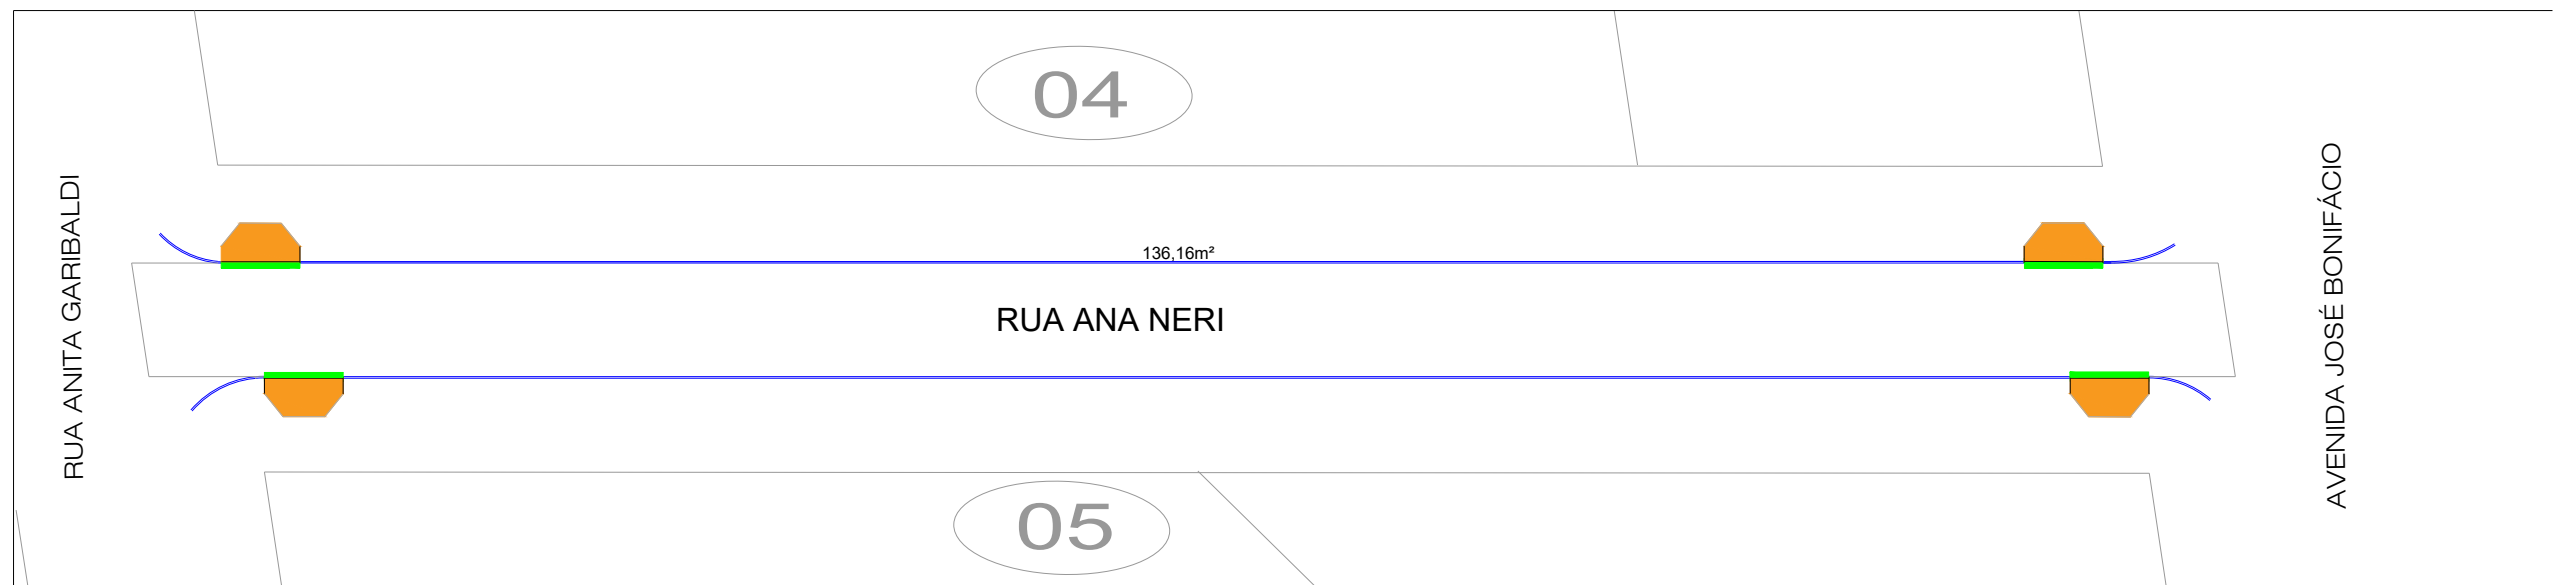 04
RUA ANITA GARIBALDI
AVENIDA JOSÉ BONIFÁCIO
136,16m²
RUA ANA NERI
05